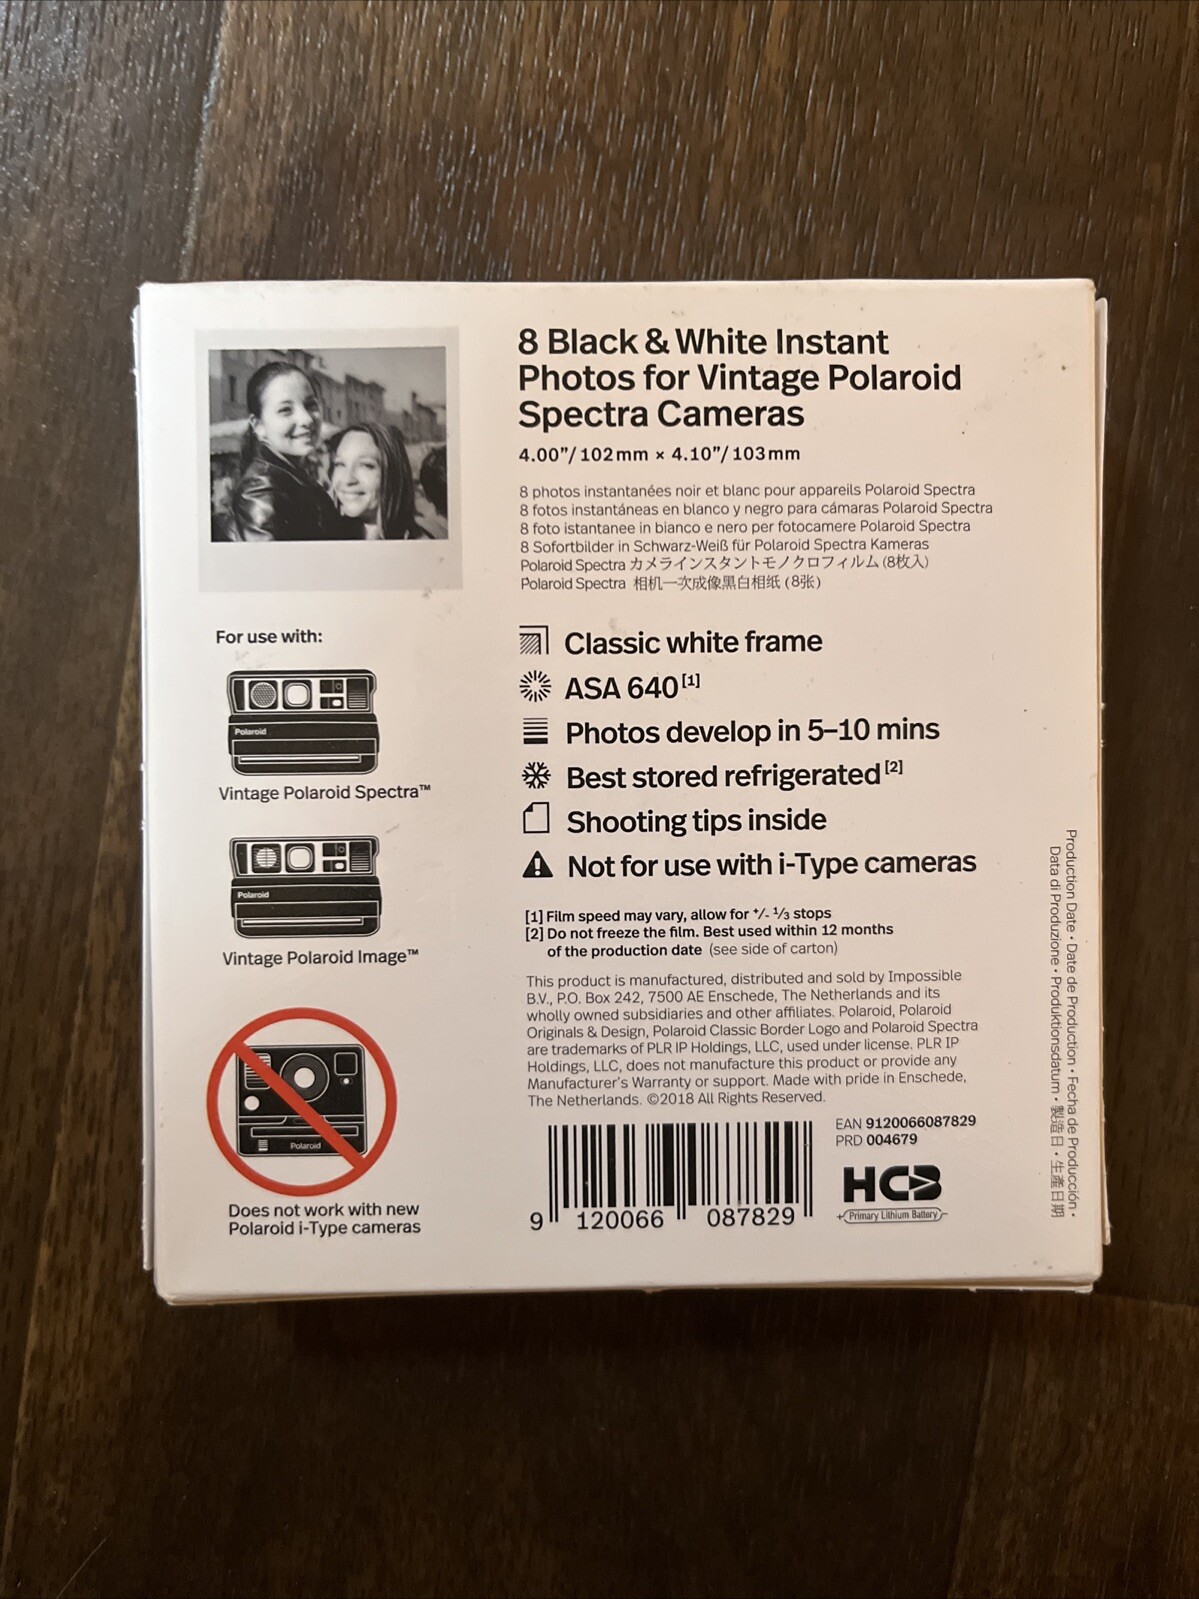 8 Black & White Instant
Photos for Vintage Polaroid
Spectra Cameras
4.00”/102mm × 4.10”/103mm
8 photos instantanées noir et blanc pour appareils Polaroid Spectra
8 fotos instantáneas en blanco y negro para cámaras Polaroid Spectra
8 foto istantanee in bianco e nero per fotocamere Polaroid Spectra
8 Sofortbilder in Schwarz-Weiß für Polaroid Spectra Kameras
Polaroid Spectra カメラインスタントモノクロフィルム (8枚入)
Polaroid Spectra 相机一次成像黑白相纸 (8张)
For use with:
Polaroid
Vintage Polaroid Spectra™
Polaroid
Vintage Polaroid Image™
Polaroid
Does not work with new
Polaroid i-Type cameras
Classic white frame
ASA 640[1]
Photos develop in 5–10 mins
Best stored refrigerated[2]
Shooting tips inside
Not for use with i-Type cameras
[1] Film speed may vary, allow for +/- 1/3 stops
[2] Do not freeze the film. Best used within 12 months
of the production date (see side of carton)
This product is manufactured, distributed and sold by Impossible
B.V., P.O. Box 242, 7500 AE Enschede, The Netherlands and its
wholly owned subsidiaries and other affiliates. Polaroid, Polaroid
Originals & Design, Polaroid Classic Border Logo and Polaroid Spectra
are trademarks of PLR IP Holdings, LLC, used under license. PLR IP
Holdings, LLC, does not manufacture this product or provide any
Manufacturer's Warranty or support. Made with pride in Enschede,
The Netherlands. ©2018 All Rights Reserved.
EAN 9120066087829
PRD 004679
HCB
Primary Lithium Battery
9 120066 087829
Production Date • Date de Production • Fecha de Producción •
Data di Produzione • Produktionsdatum • 製造日 • 生產日期